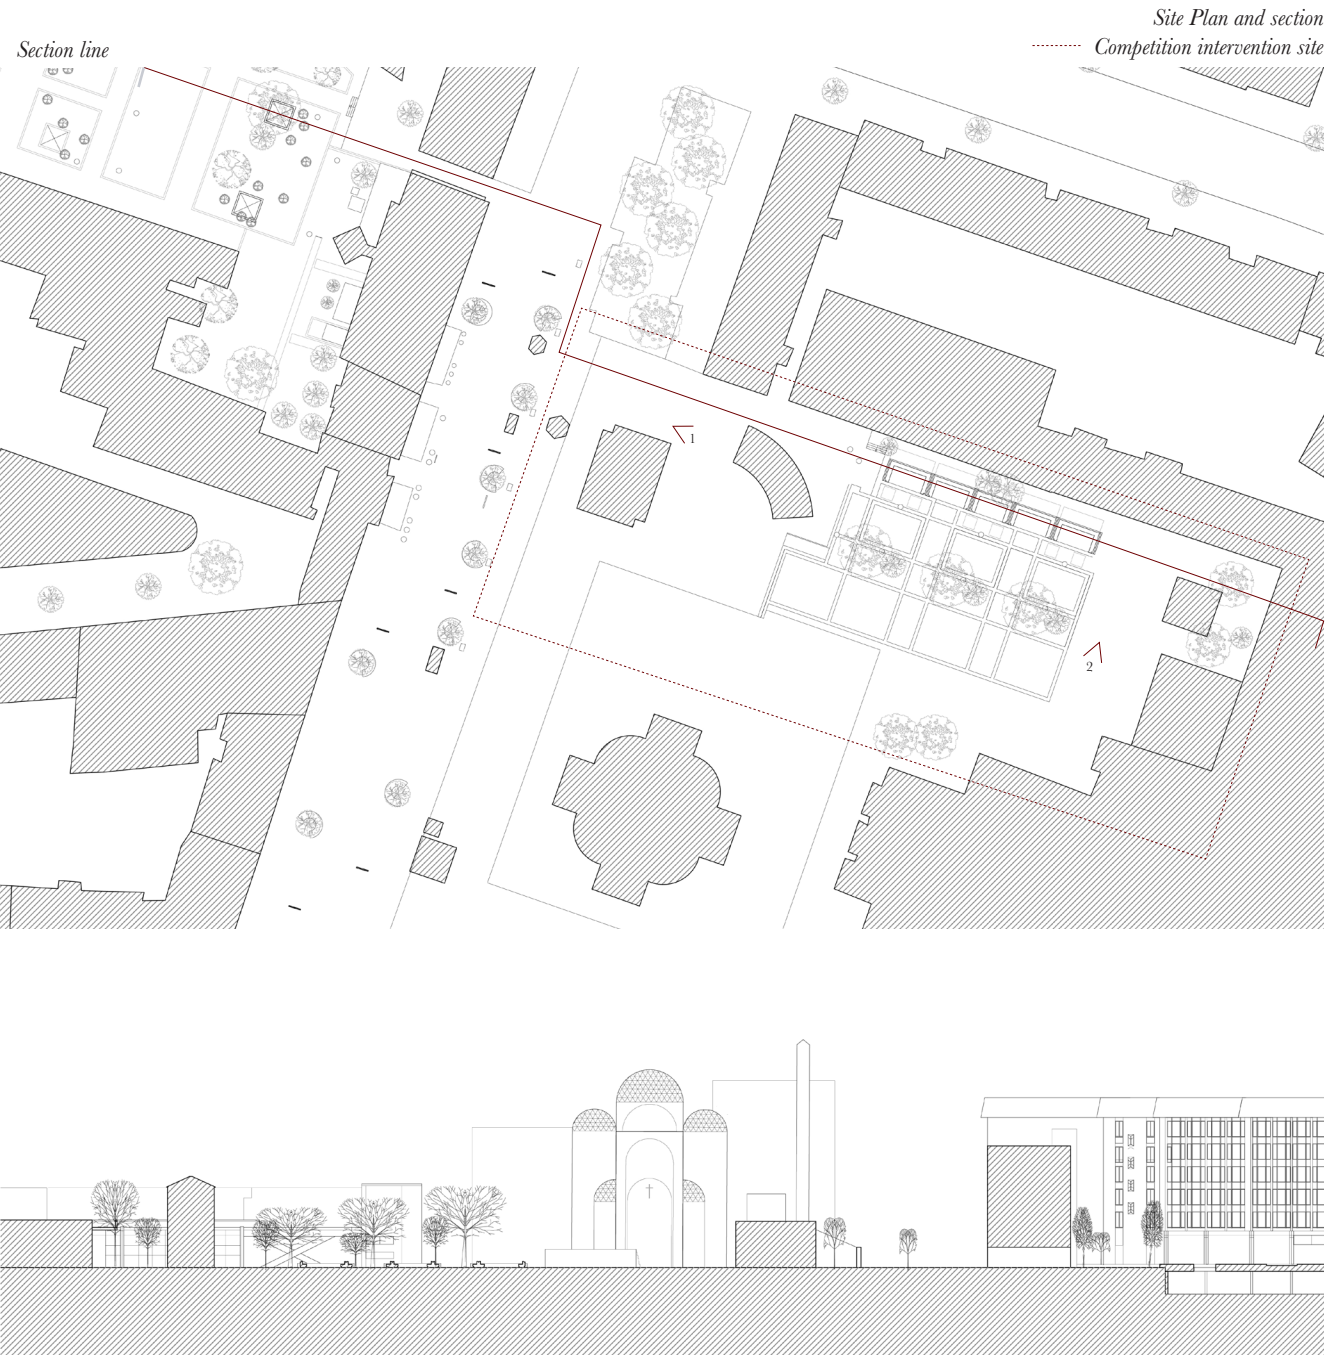 Site Plan and section
Section line
Competition intervention site
1
2